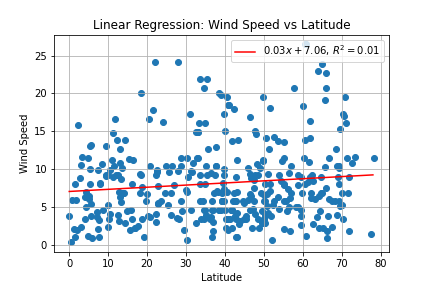 Linear Regression: Wind Speed vs Latitude
0.03x + 7.06, R² = 0.01
25
20
15
10
5
0
Wind Speed
0 10 20 30 40 50 60 70 80
Latitude